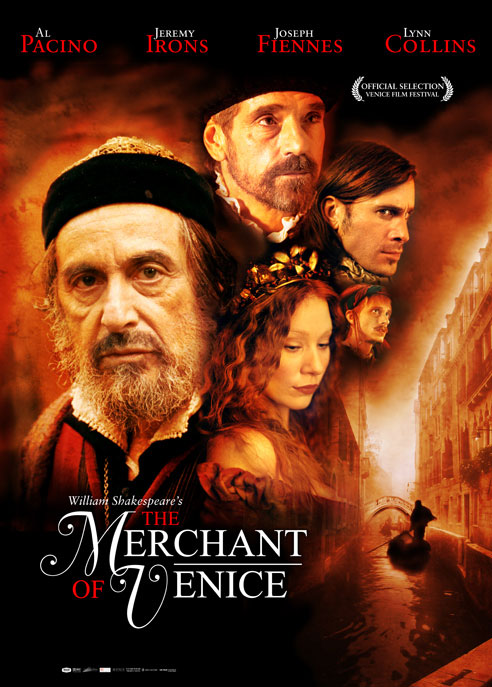 AL PACINO
JEREMY IRONS
JOSEPH FIENNES
LYNN COLLINS
OFFICIAL SELECTION
VENICE FILM FESTIVAL
William Shakespeare's
THE
MERCHANT
OF VENICE